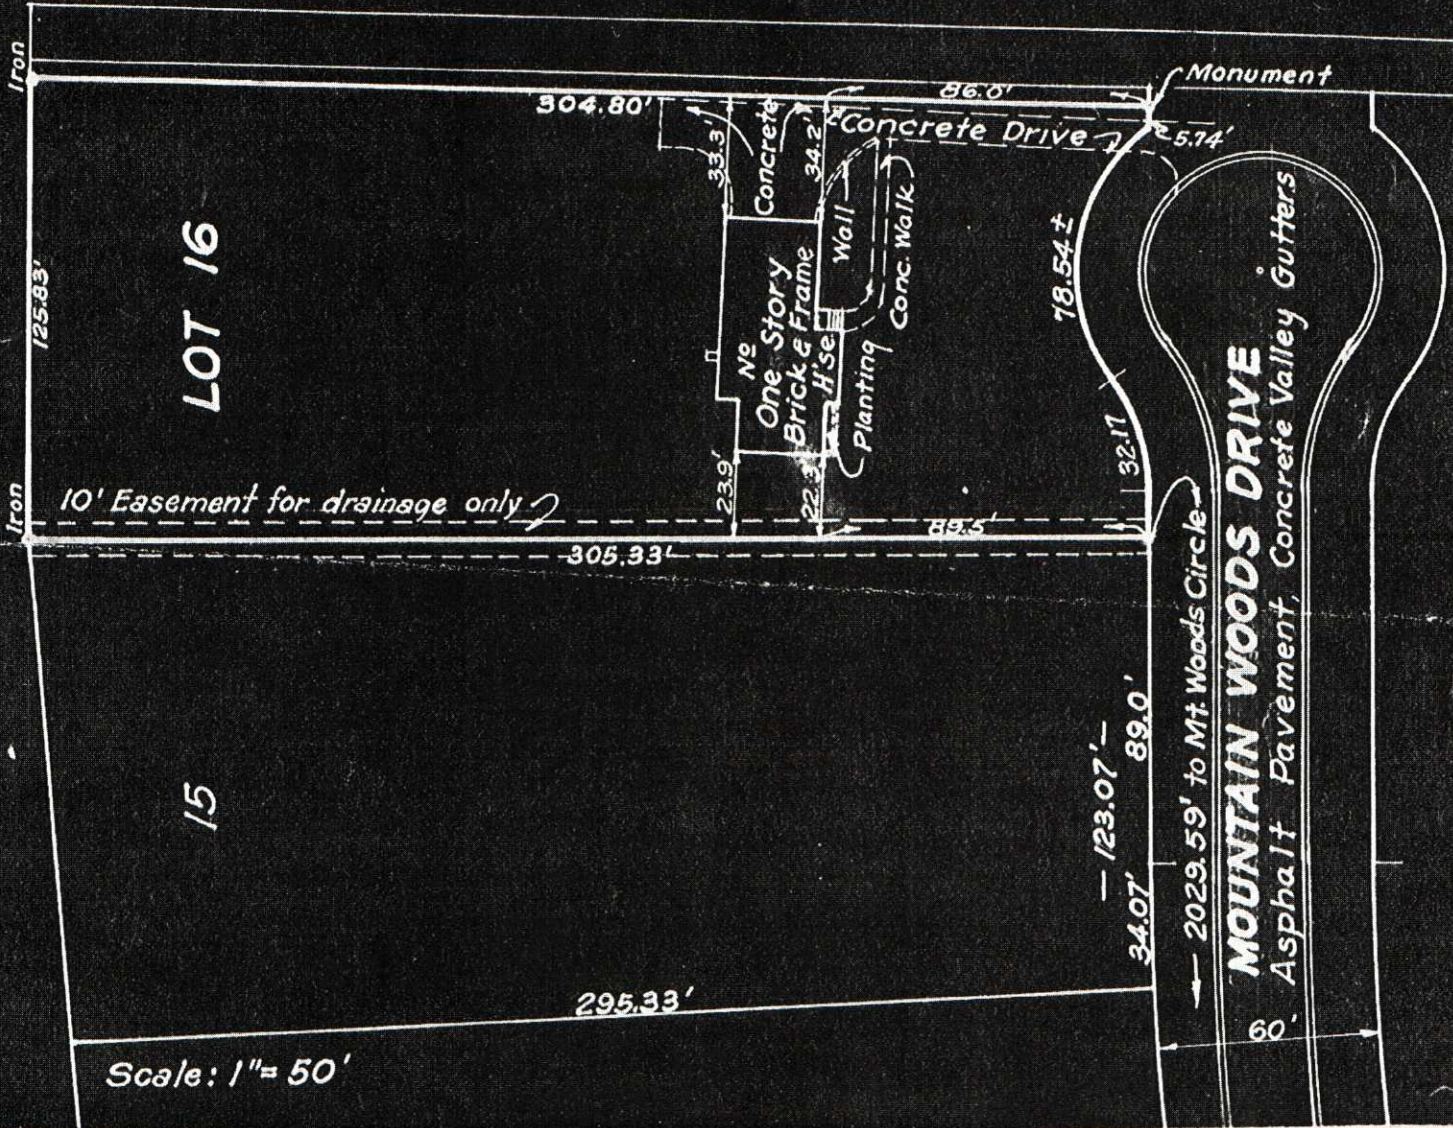 Iron
Monument
86.0'
304.80'
Concrete Drive
5.74'
33.3'
Concrete
34.2'
Wall
Conc. Walk
125.83'
LOT 16
78.54±
No
One Story
Brick & Frame
H'se
Planting
32.17
23.9'
22.3'
Iron
10' Easement for drainage only
89.5'
305.33'
15
— 123.07' —
34.07'
89.0'
2029.59' to Mt. Woods Circle
MOUNTAIN WOODS DRIVE
Asphalt Pavement, Concrete Valley Gutters
295.33'
60'
Scale: 1"= 50'